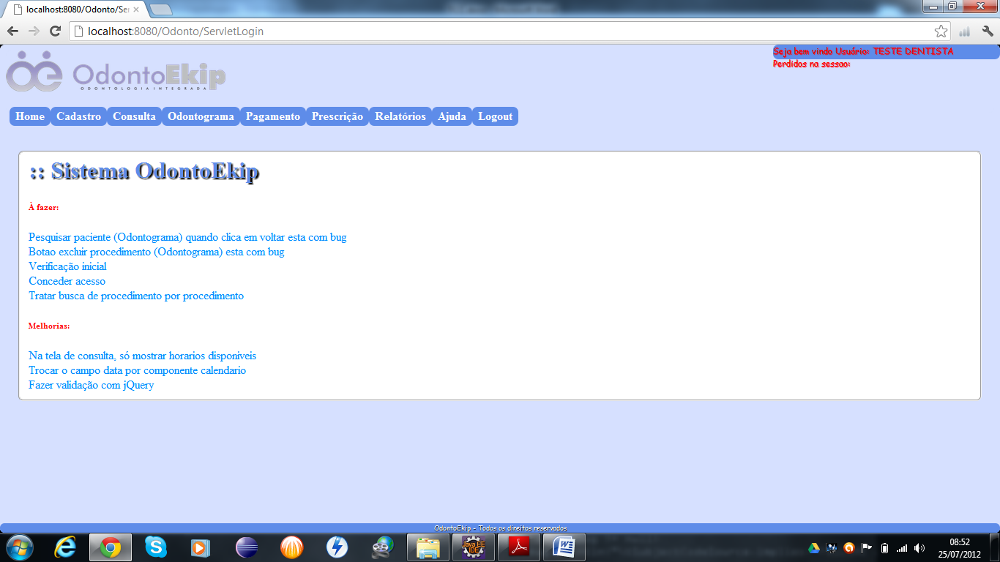 localhost:8080/Odonto/Ser
localhost:8080/Odonto/ServletLogin
Seja bem vindo Usuário: TESTE DENTISTA
Perdidos na sessao:
OdontoEkip
ODONTOLOGIAINTEGRADA
Home Cadastro Consulta Odontograma Pagamento Prescrição Relatórios Ajuda Logout
:: Sistema OdontoEkip
À fazer:
Pesquisar paciente (Odontograma) quando clica em voltar esta com bug
Botao excluir procedimento (Odontograma) esta com bug
Verificação inicial
Conceder acesso
Tratar busca de procedimento por procedimento
Melhorias:
Na tela de consulta, só mostrar horarios disponiveis
Trocar o campo data por componente calendario
Fazer validação com jQuery
OdontoEkip - Todos os direitos reservados
Java EE
IDE
08:52
25/07/2012